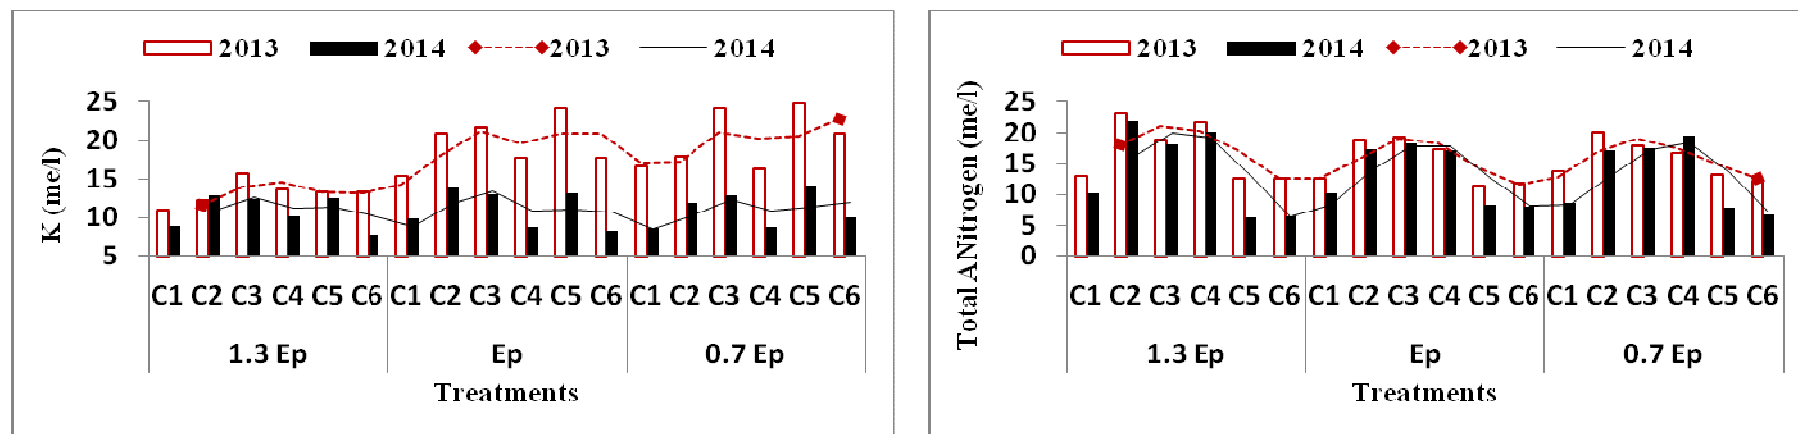 2013 2014 2013 2014
K (me/l)
25
20
15
10
5
C1 C2 C3 C4 C5 C6 C1 C2 C3 C4 C5 C6 C1 C2 C3 C4 C5 C6
1.3 Ep Ep 0.7 Ep
Treatments
2013 2014 2013 2014
Total ANitrogen (me/l)
25
20
15
10
5
0
C1 C2 C3 C4 C5 C6 C1 C2 C3 C4 C5 C6 C1 C2 C3 C4 C5 C6
1.3 Ep Ep 0.7 Ep
Treatments